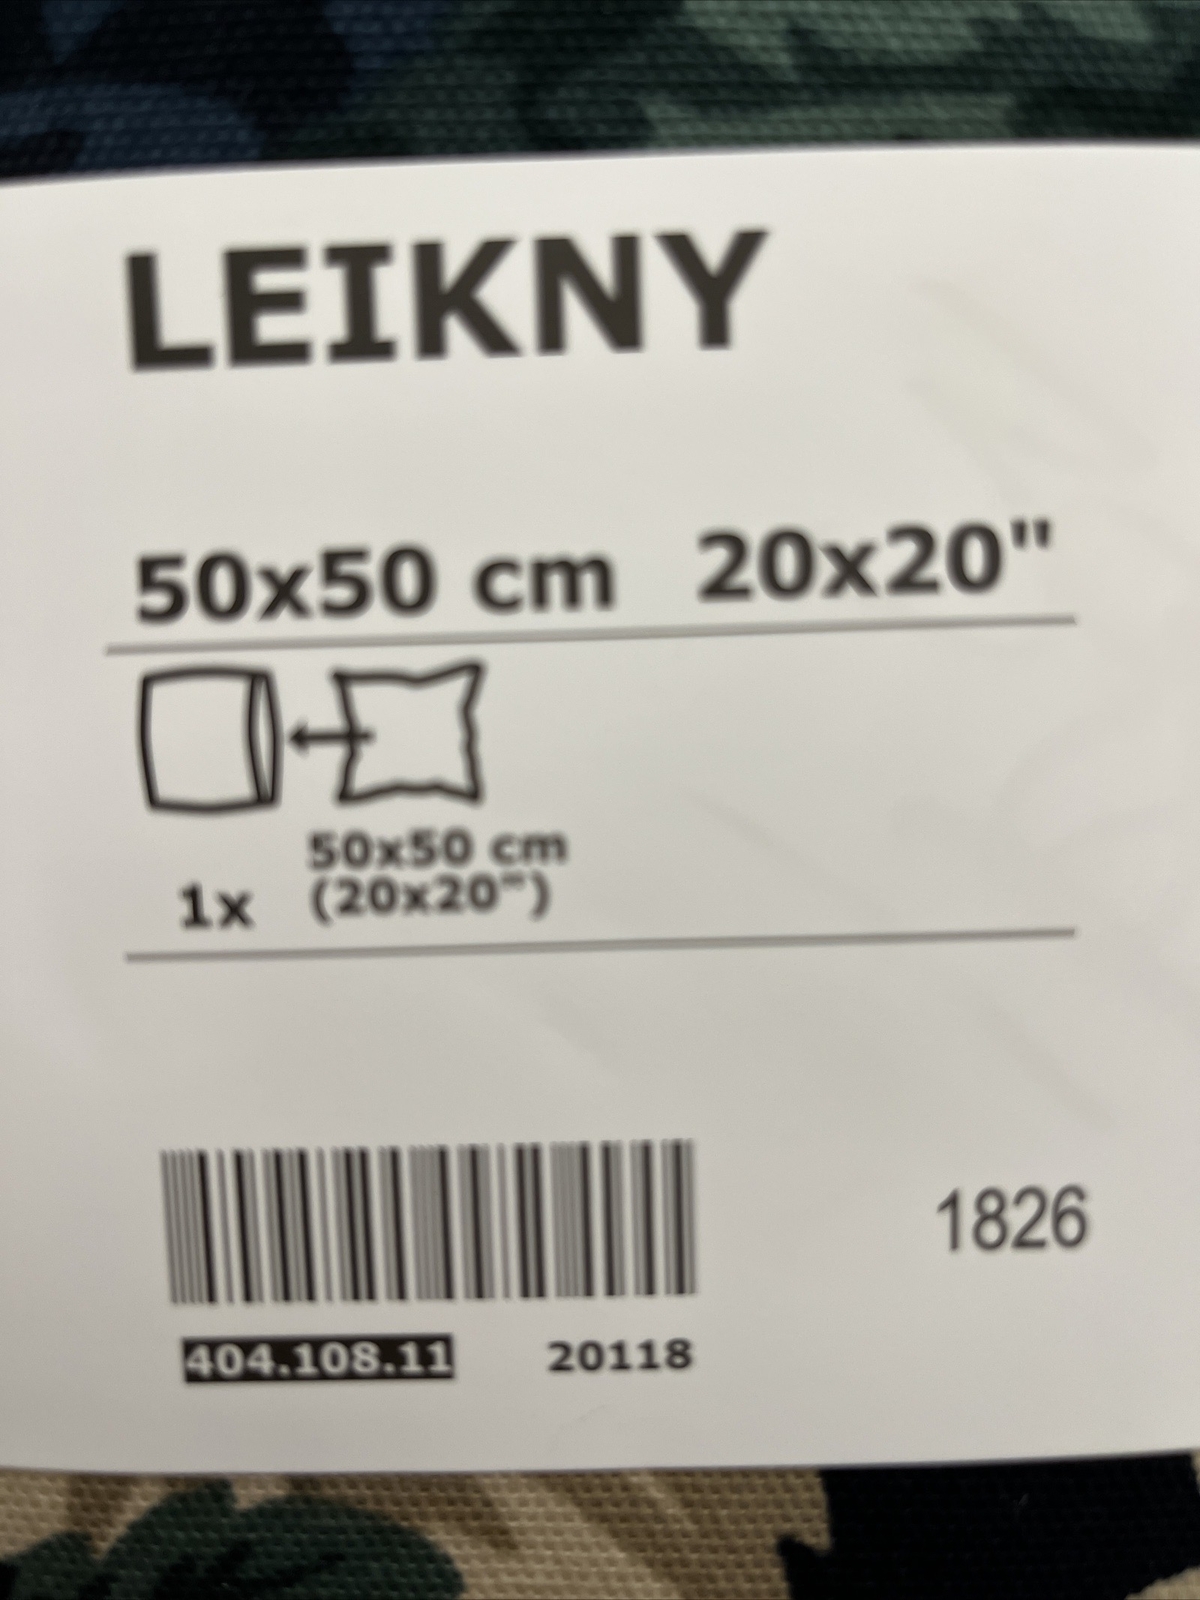 LEIKNY
50x50 cm 20x20"
50x50 cm
1x (20x20")
1826
404.108.11 20118